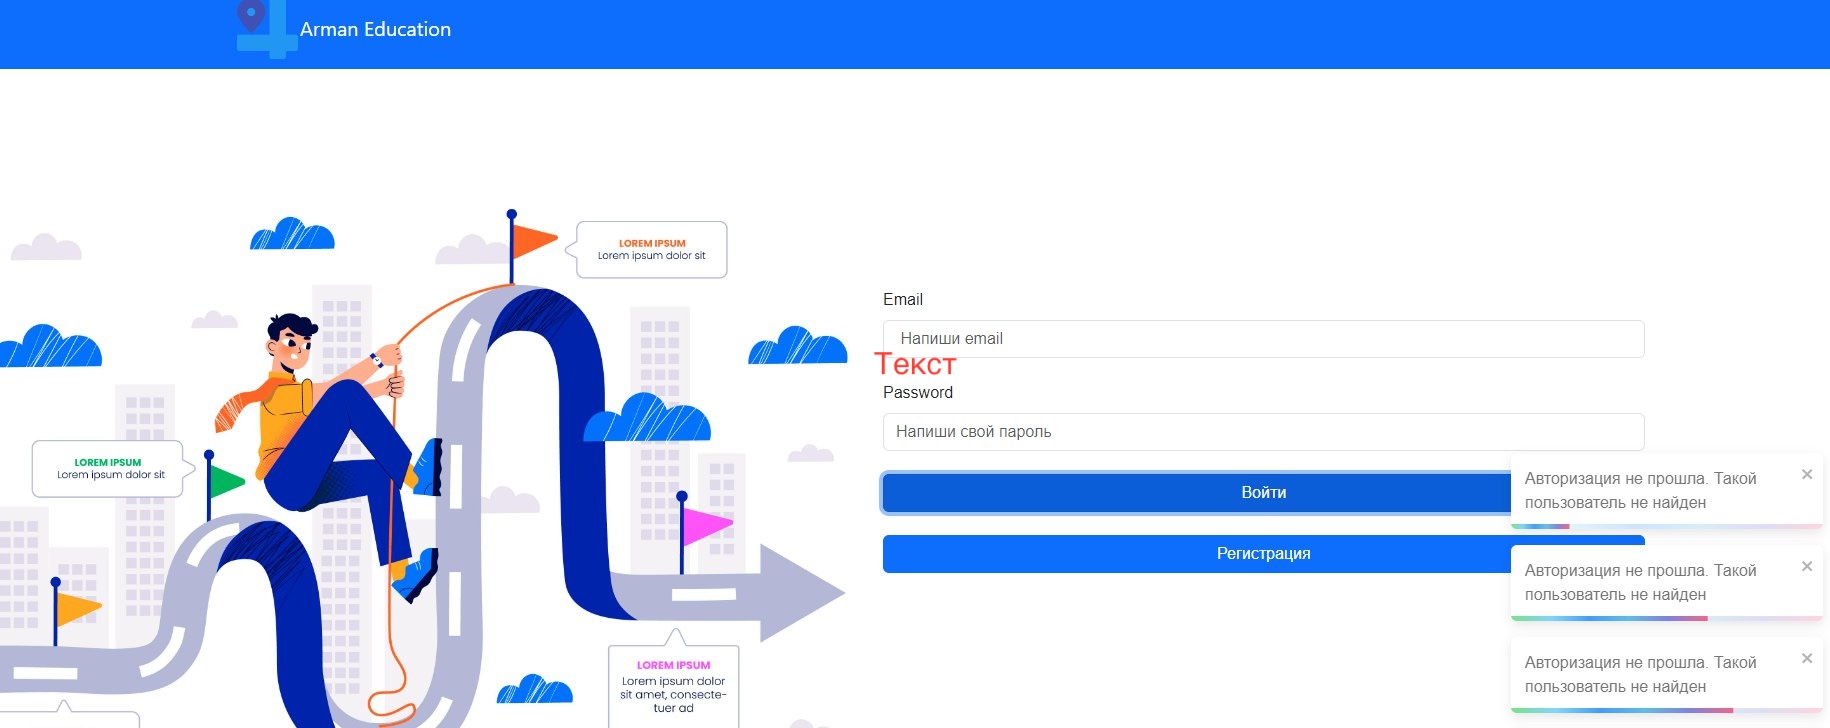 Arman Education
LOREM IPSUM
Lorem ipsum dolor sit
LOREM IPSUM
Lorem ipsum dolor sit
LOREM IPSUM
Lorem ipsum dolor
sit amet, consecte-
tuer ad
Email
Напиши email
Текст
Password
Напиши свой пароль
Войти
Регистрация
Авторизация не прошла. Такой
пользователь не найден
Авторизация не прошла. Такой
пользователь не найден
Авторизация не прошла. Такой
пользователь не найден